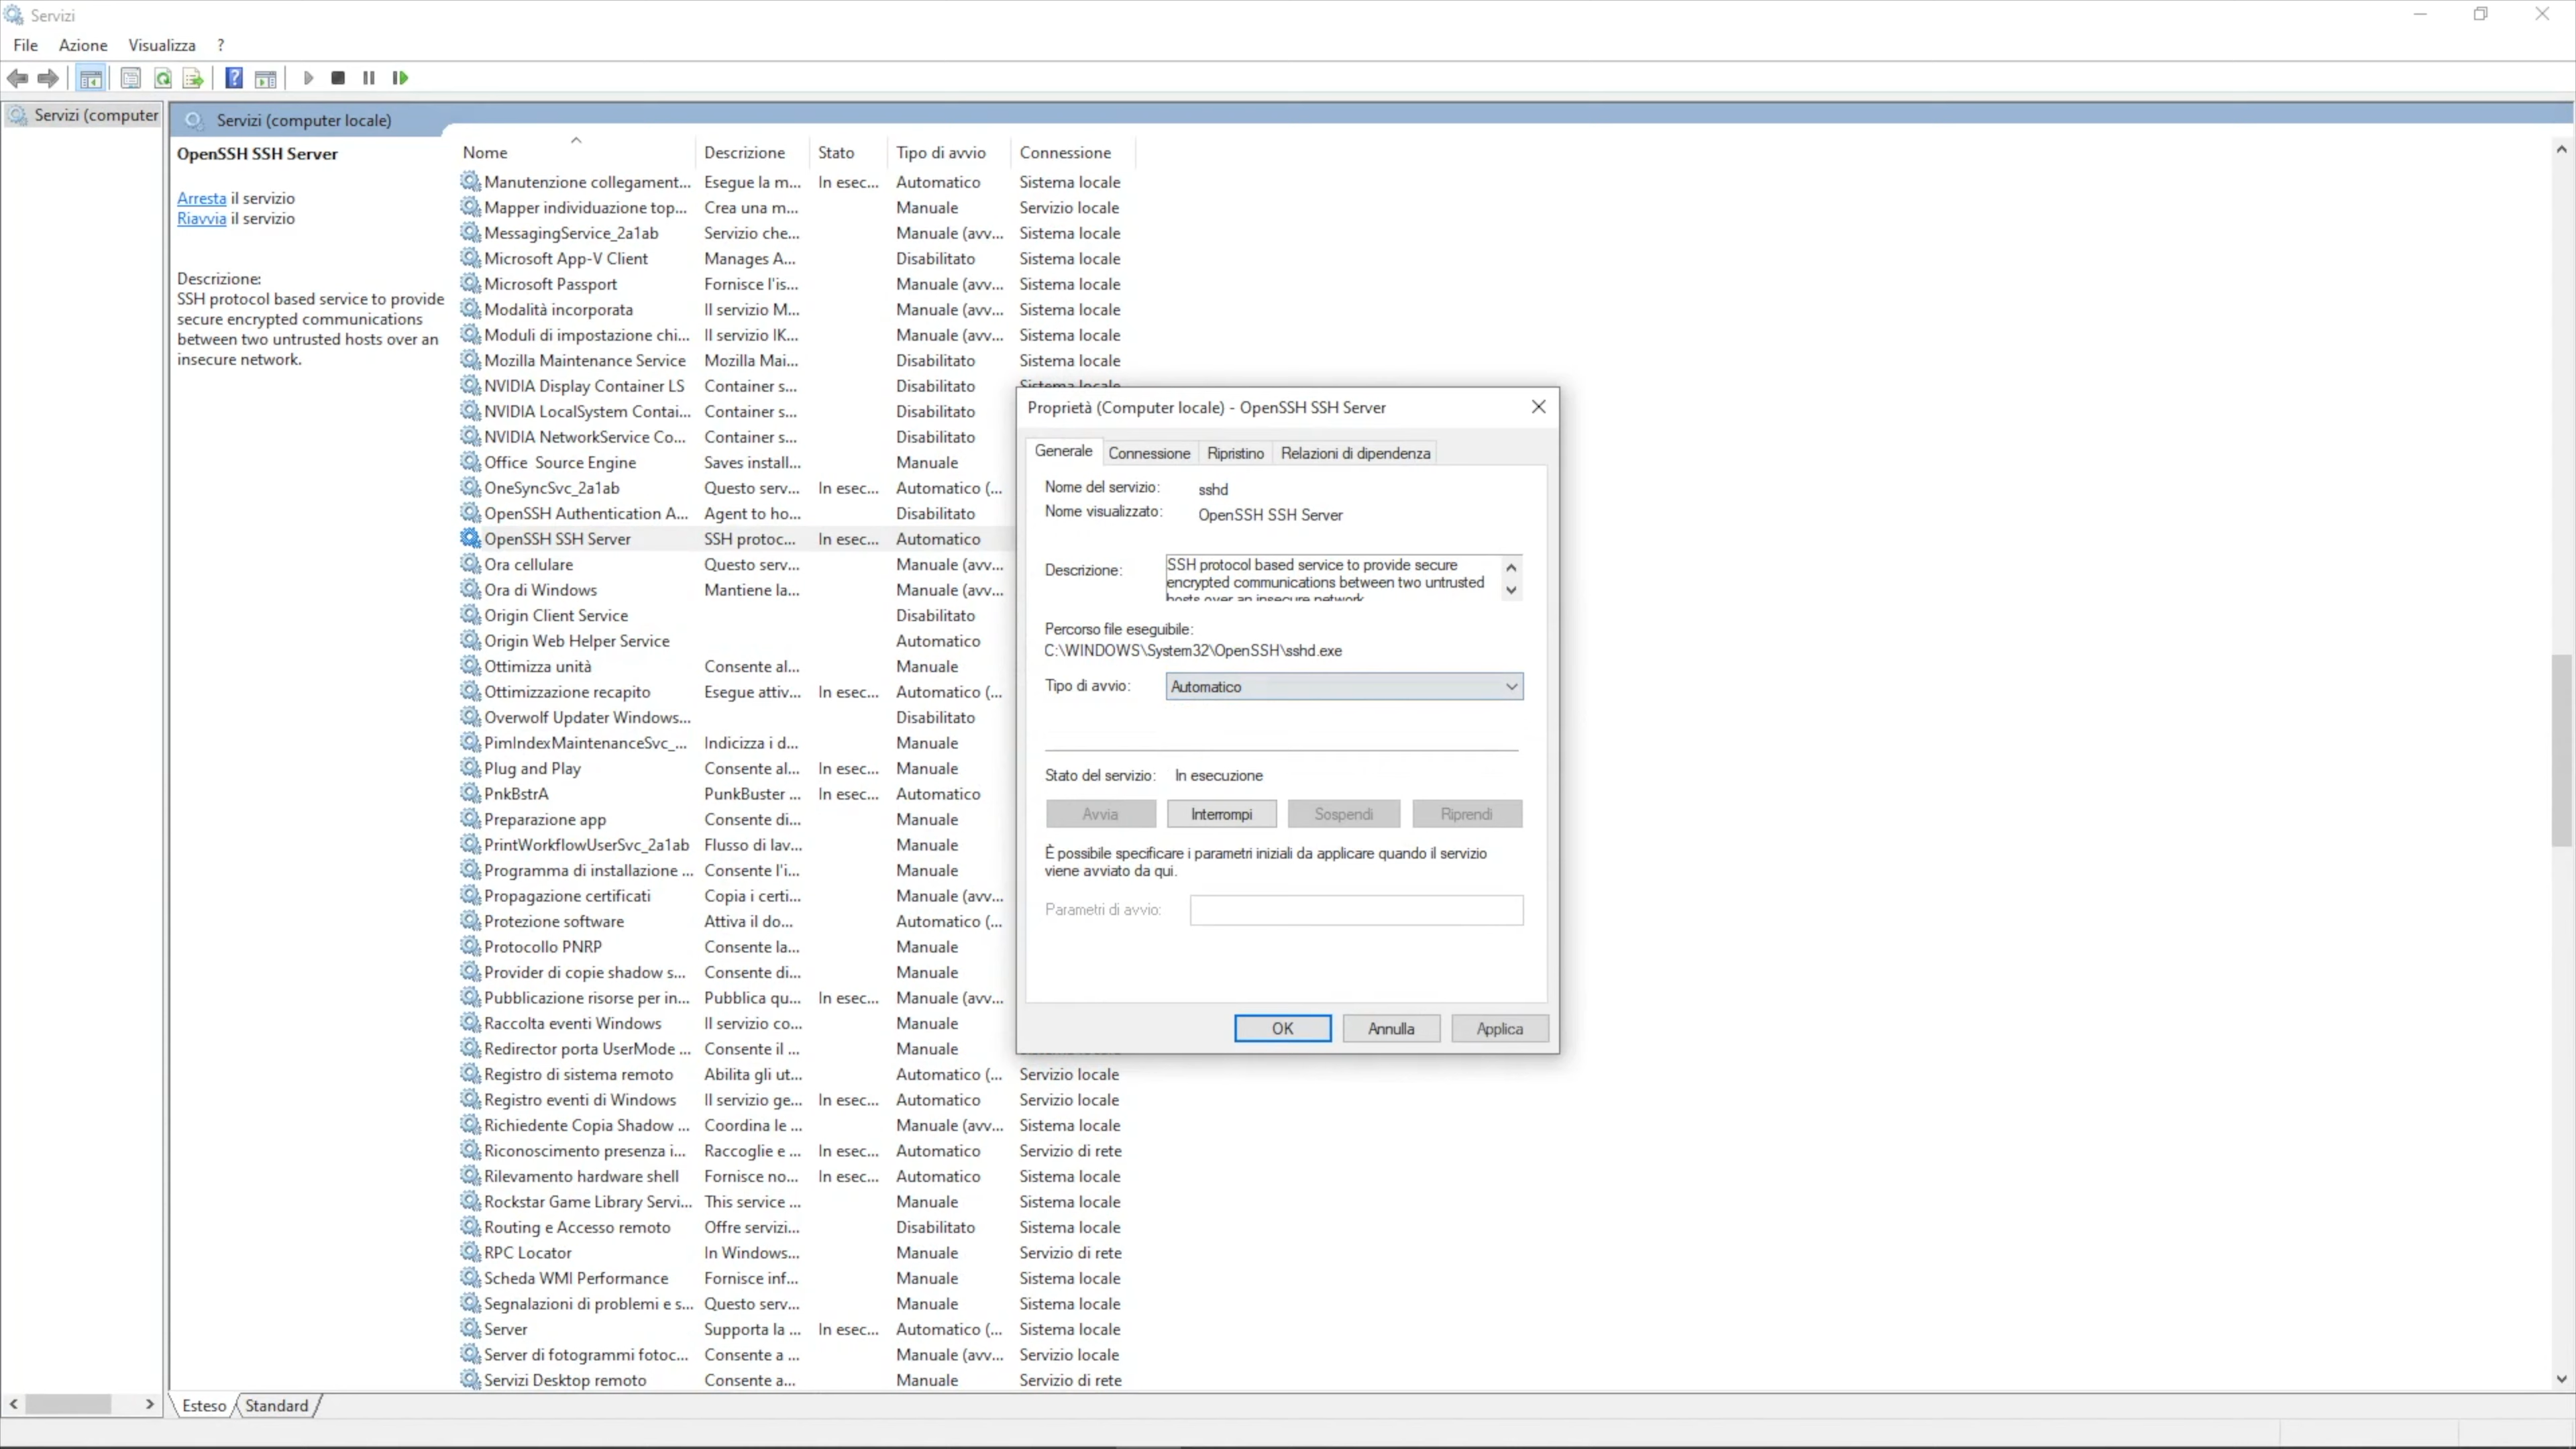 Servizi
File Azione Visualizza ?
Servizi (computer
Servizi (computer locale)
OpenSSH SSH Server
Arresta il servizio
Riavvia il servizio
Descrizione:
SSH protocol based service to provide
secure encrypted communications
between two untrusted hosts over an
insecure network.
Nome Descrizione Stato Tipo di avvio Connessione
Manutenzione collegament... Esegue la m... In esec... Automatico Sistema locale
Mapper individuazione top... Crea una m... Manuale Servizio locale
MessagingService_2a1ab Servizio che... Manuale (avv... Sistema locale
Microsoft App-V Client Manages A... Disabilitato Sistema locale
Microsoft Passport Fornisce l'is... Manuale (avv... Sistema locale
Modalità incorporata Il servizio M... Manuale (avv... Sistema locale
Moduli di impostazione chi... Il servizio IK... Manuale (avv... Sistema locale
Mozilla Maintenance Service Mozilla Mai... Disabilitato Sistema locale
NVIDIA Display Container LS Container s... Disabilitato Sistema locale
NVIDIA LocalSystem Contai... Container s... Disabilitato
NVIDIA NetworkService Co... Container s... Disabilitato
Office  Source Engine Saves install... Manuale
OneSyncSvc_2a1ab Questo serv... In esec... Automatico (...
OpenSSH Authentication A... Agent to ho... Disabilitato
OpenSSH SSH Server SSH protoc... In esec... Automatico
Ora cellulare Questo serv... Manuale (avv...
Ora di Windows Mantiene la... Manuale (avv...
Origin Client Service Disabilitato
Origin Web Helper Service Automatico
Ottimizza unità Consente al... Manuale
Ottimizzazione recapito Esegue attiv... In esec... Automatico (...
Overwolf Updater Windows... Disabilitato
PimIndexMaintenanceSvc_... Indicizza i d... Manuale
Plug and Play Consente al... In esec... Manuale
PnkBstrA PunkBuster ... In esec... Automatico
Preparazione app Consente di... Manuale
PrintWorkflowUserSvc_2a1ab Flusso di lav... Manuale
Programma di installazione ... Consente l'i... Manuale
Propagazione certificati Copia i certi... Manuale (avv...
Protezione software Attiva il do... Automatico (...
Protocollo PNRP Consente la... Manuale
Provider di copie shadow s... Consente di... Manuale
Pubblicazione risorse per in... Pubblica qu... In esec... Manuale (avv...
Raccolta eventi Windows Il servizio co... Manuale
Redirector porta UserMode ... Consente il ... Manuale
Registro di sistema remoto Abilita gli ut... Automatico (... Servizio locale
Registro eventi di Windows Il servizio ge... In esec... Automatico Servizio locale
Richiedente Copia Shadow ... Coordina le ... Manuale (avv... Sistema locale
Riconoscimento presenza i... Raccoglie e ... In esec... Automatico Servizio di rete
Rilevamento hardware shell Fornisce no... In esec... Automatico Sistema locale
Rockstar Game Library Servi... This service ... Manuale Sistema locale
Routing e Accesso remoto Offre servizi... Disabilitato Sistema locale
RPC Locator In Windows... Manuale Servizio di rete
Scheda WMI Performance Fornisce inf... Manuale Sistema locale
Segnalazioni di problemi e s... Questo serv... Manuale Sistema locale
Server Supporta la ... In esec... Automatico (... Sistema locale
Server di fotogrammi fotoc... Consente a ... Manuale (avv... Servizio locale
Servizi Desktop remoto Consente a... Manuale Servizio di rete
Esteso Standard
Proprietà (Computer locale) - OpenSSH SSH Server
Generale Connessione Ripristino Relazioni di dipendenza
Nome del servizio: sshd
Nome visualizzato: OpenSSH SSH Server
Descrizione: SSH protocol based service to provide secure
encrypted communications between two untrusted
hosts over an insecure network.
Percorso file eseguibile:
C:\WINDOWS\System32\OpenSSH\sshd.exe
Tipo di avvio: Automatico
Stato del servizio: In esecuzione
Avvia Interrompi Sospendi Riprendi
È possibile specificare i parametri iniziali da applicare quando il servizio
viene avviato da qui.
Parametri di avvio:
OK Annulla Applica